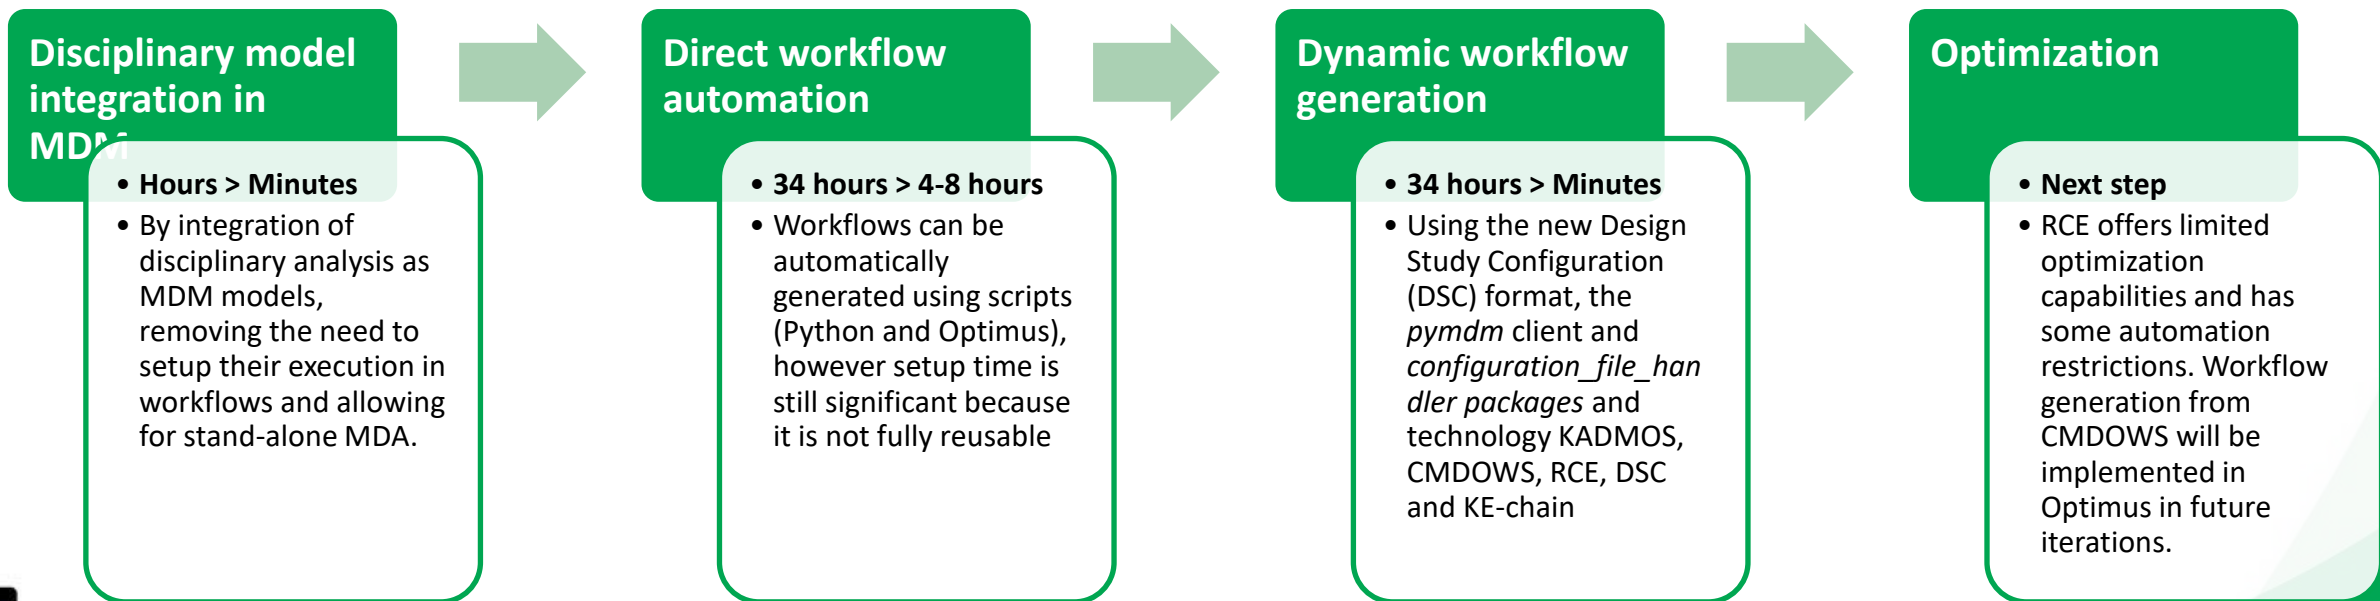 Disciplinary model
integration in
MDM
• Hours > Minutes
• By integration of
disciplinary analysis as
MDM models,
removing the need to
setup their execution in
workflows and allowing
for stand-alone MDA.
Direct workflow
automation
• 34 hours > 4-8 hours
• Workflows can be
automatically
generated using scripts
(Python and Optimus),
however setup time is
still significant because
it is not fully reusable
Dynamic workflow
generation
• 34 hours > Minutes
• Using the new Design
Study Configuration
(DSC) format, the
pymdm client and
configuration_file_han
dler packages and
technology KADMOS,
CMDOWS, RCE, DSC
and KE-chain
Optimization
• Next step
• RCE offers limited
optimization
capabilities and has
some automation
restrictions. Workflow
generation from
CMDOWS will be
implemented in
Optimus in future
iterations.